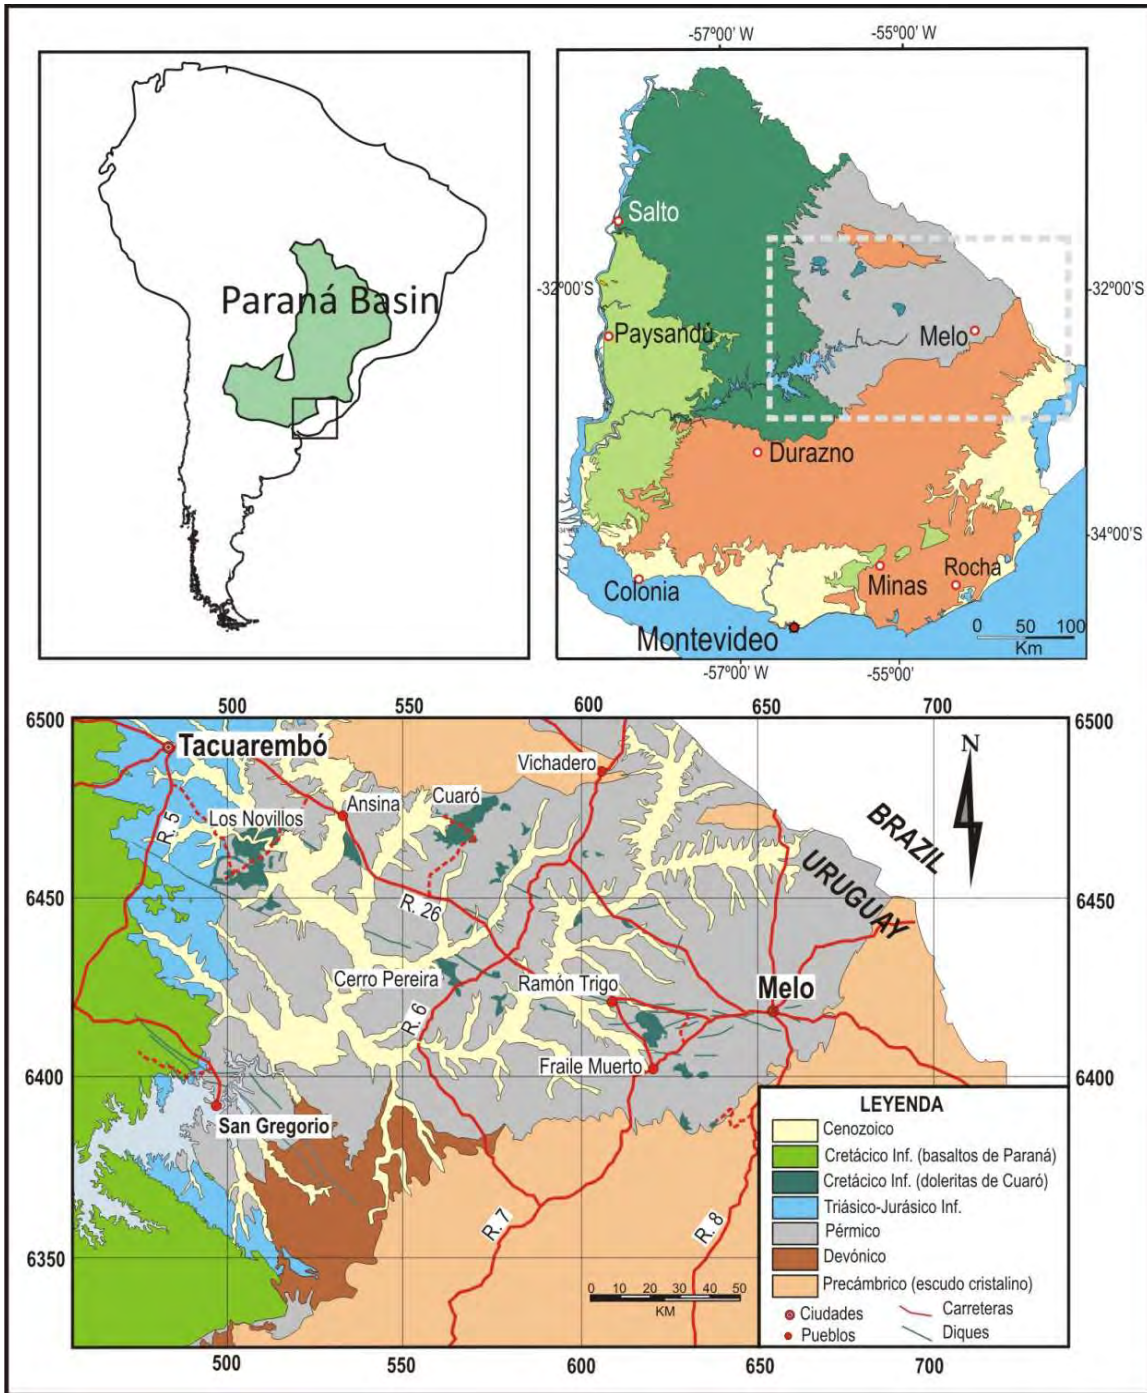 Paraná Basin
-57º00' W
-55º00' W
Salto
-32º00'S
-32º00'S
Paysandú
Melo
Durazno
-34º00'S
Colonia
Minas
Rocha
Montevideo
0 50 100
Km
-57º00' W
-55º00'
500 550 600 650 700
6500
6500
Tacuarembó
Vichadero
N
Los Novillos
Ansina
Cuaró
R. 5
BRAZIL
URUGUAY
6450
6450
R. 26
Cerro Pereira
Ramón Trigo
Melo
R. 6
Fraile Muerto
6400
6400
San Gregorio
LEYENDA
Cenozoico
Cretácico Inf. (basaltos de Paraná)
Cretácico Inf. (doleritas de Cuaró)
Triásico-Jurásico Inf.
Pérmico
Devónico
Precámbrico (escudo cristalino)
Ciudades
Carreteras
Pueblos
Diques
R. 7
R. 8
6350
0 10 20 30 40 50
KM
500 550 600 650 700